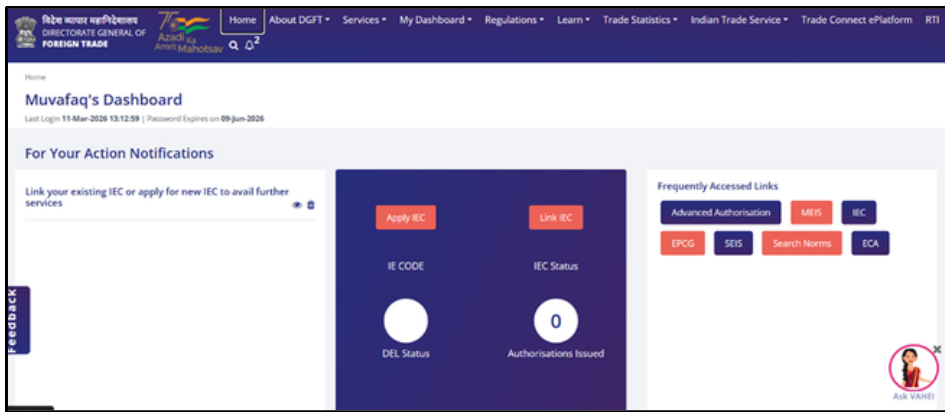 विदेश व्यापार महानिदेशालय
DIRECTORATE GENERAL OF
FOREIGN TRADE
75
Azadi Ka
Amrit Mahotsav
Home About DGFT Services My Dashboard Regulations Learn Trade Statistics Indian Trade Service Trade Connect ePlatform RTI
2
Home
Muvafaq's Dashboard
Last Login 11-Mar-2026 13:12:59 | Password Expires on 09-Jun-2026
For Your Action Notifications
Link your existing IEC or apply for new IEC to avail further
services
Apply IEC Link IEC
IE CODE IEC Status
0
DEL Status Authorisations Issued
Frequently Accessed Links
Advanced Authorisation MEIS IEC
EPCG SEIS Search Norms ECA
Feedback
Ask VAHEI